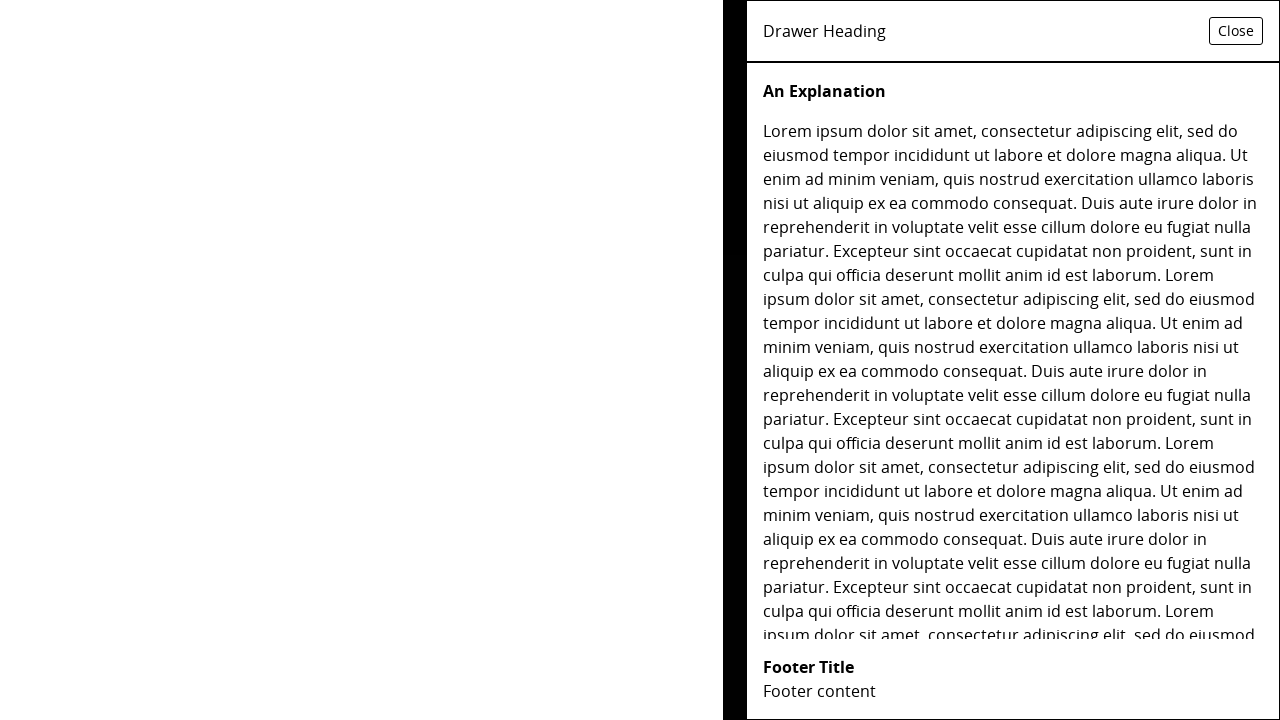 Drawer Heading
Close
An Explanation
Lorem ipsum dolor sit amet, consectetur adipiscing elit, sed do
eiusmod tempor incididunt ut labore et dolore magna aliqua. Ut
enim ad minim veniam, quis nostrud exercitation ullamco laboris
nisi ut aliquip ex ea commodo consequat. Duis aute irure dolor in
reprehenderit in voluptate velit esse cillum dolore eu fugiat nulla
pariatur. Excepteur sint occaecat cupidatat non proident, sunt in
culpa qui officia deserunt mollit anim id est laborum. Lorem
ipsum dolor sit amet, consectetur adipiscing elit, sed do eiusmod
tempor incididunt ut labore et dolore magna aliqua. Ut enim ad
minim veniam, quis nostrud exercitation ullamco laboris nisi ut
aliquip ex ea commodo consequat. Duis aute irure dolor in
reprehenderit in voluptate velit esse cillum dolore eu fugiat nulla
pariatur. Excepteur sint occaecat cupidatat non proident, sunt in
culpa qui officia deserunt mollit anim id est laborum. Lorem
ipsum dolor sit amet, consectetur adipiscing elit, sed do eiusmod
tempor incididunt ut labore et dolore magna aliqua. Ut enim ad
minim veniam, quis nostrud exercitation ullamco laboris nisi ut
aliquip ex ea commodo consequat. Duis aute irure dolor in
reprehenderit in voluptate velit esse cillum dolore eu fugiat nulla
pariatur. Excepteur sint occaecat cupidatat non proident, sunt in
culpa qui officia deserunt mollit anim id est laborum. Lorem
ipsum dolor sit amet, consectetur adipiscing elit, sed do eiusmod
Footer Title
Footer content